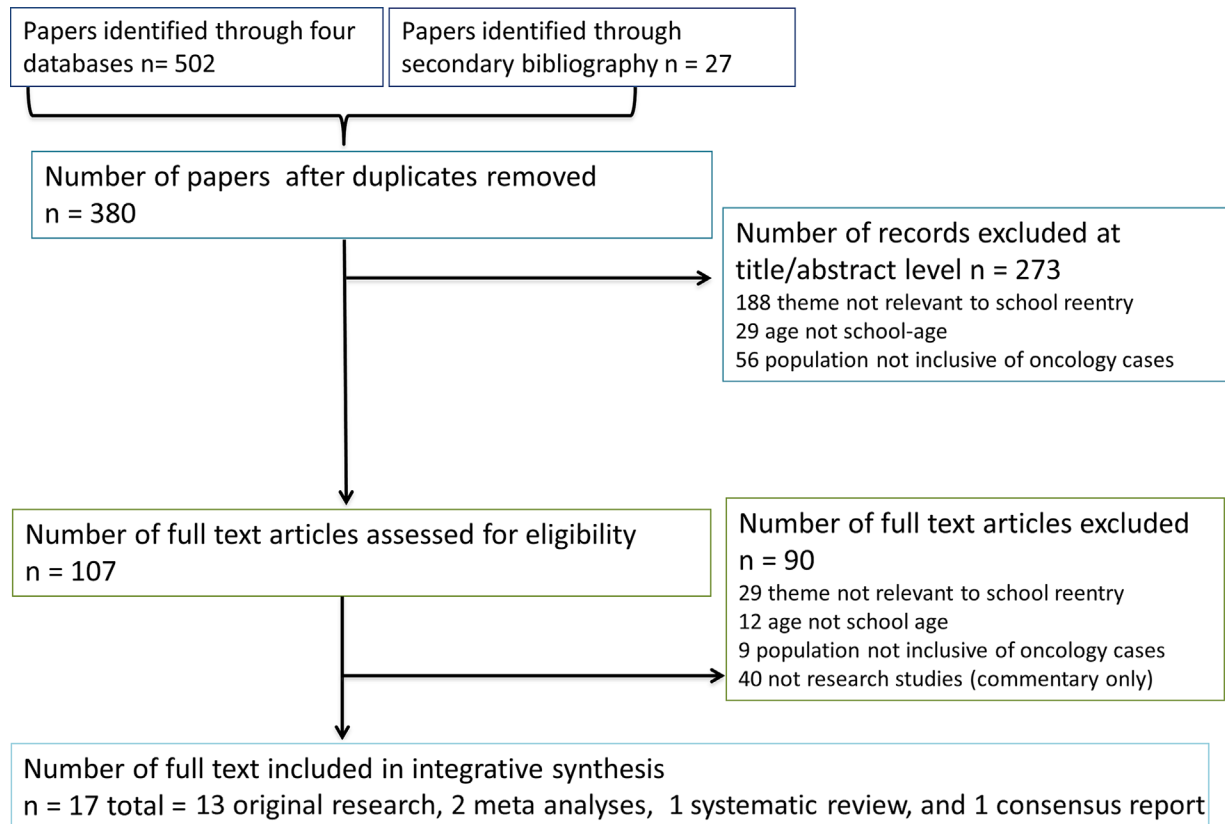 Papers identified through four
databases n= 502
Papers identified through
secondary bibliography n = 27
Number of papers after duplicates removed
n = 380
Number of records excluded at
title/abstract level n = 273
188 theme not relevant to school reentry
29 age not school-age
56 population not inclusive of oncology cases
Number of full text articles assessed for eligibility
n = 107
Number of full text articles excluded
n = 90
29 theme not relevant to school reentry
12 age not school age
9 population not inclusive of oncology cases
40 not research studies (commentary only)
Number of full text included in integrative synthesis
n = 17 total = 13 original research, 2 meta analyses, 1 systematic review, and 1 consensus report